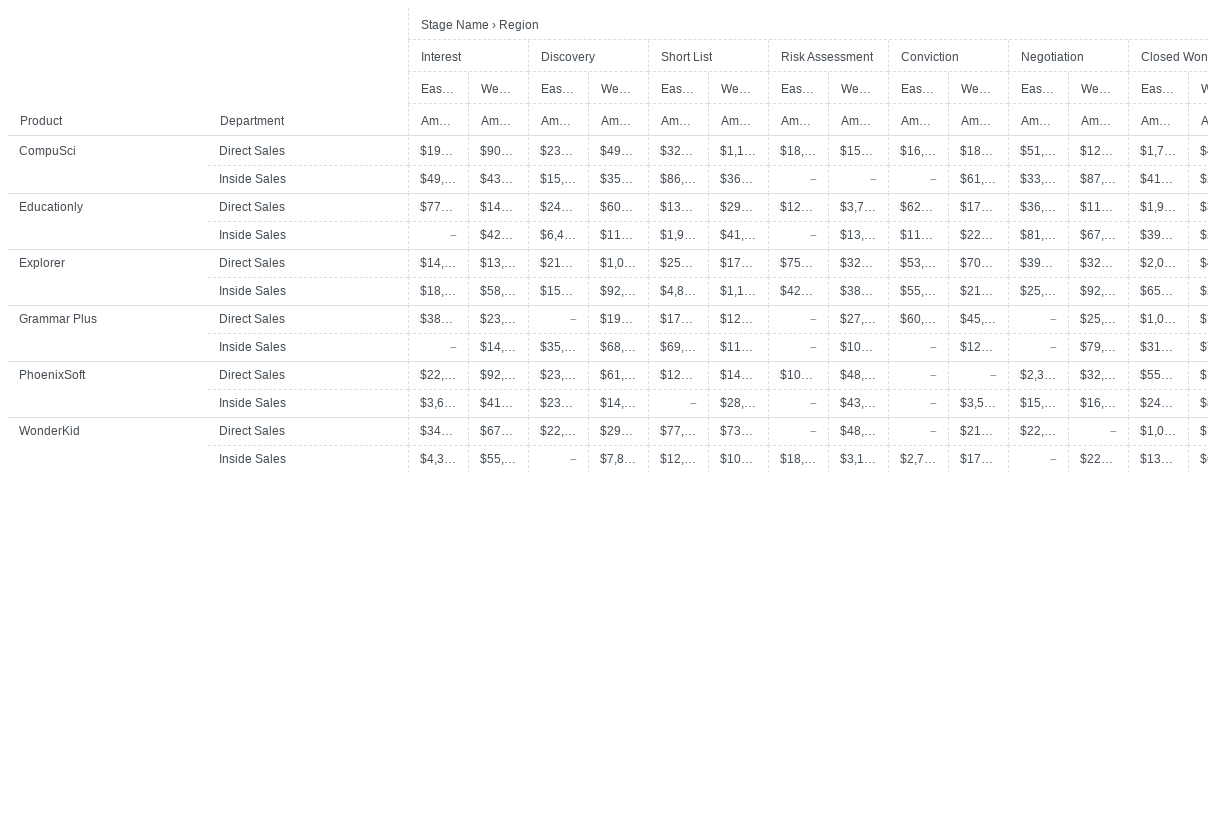 Stage Name › Region
Interest Discovery Short List Risk Assessment Conviction Negotiation Closed Won
Eas… We… Eas… We… Eas… We… Eas… We… Eas… We… Eas… We… Eas… W
Product Department Am… Am… Am… Am… Am… Am… Am… Am… Am… Am… Am… Am… Am… A
CompuSci Direct Sales $19… $90… $23… $49… $32… $1,1… $18,… $15… $16,… $18… $51,… $12… $1,7…
Inside Sales $49,… $43… $15,… $35… $86,… $36… – – – $61,… $33,… $87,… $41…
Educationly Direct Sales $77… $14… $24… $60… $13… $29… $12… $3,7… $62… $17… $36,… $11… $1,9…
Inside Sales – $42… $6,4… $11… $1,9… $41,… – $13,… $11… $22… $81,… $67,… $39…
Explorer Direct Sales $14,… $13,… $21… $1,0… $25… $17… $75… $32… $53,… $70… $39… $32… $2,0…
Inside Sales $18,… $58,… $15… $92,… $4,8… $1,1… $42… $38… $55,… $21… $25,… $92,… $65…
Grammar Plus Direct Sales $38… $23,… – $19… $17… $12… – $27,… $60,… $45,… – $25,… $1,0…
Inside Sales – $14,… $35,… $68,… $69,… $11… – $10… – $12… – $79,… $31…
PhoenixSoft Direct Sales $22,… $92,… $23,… $61,… $12… $14… $10… $48,… – – $2,3… $32,… $55…
Inside Sales $3,6… $41… $23… $14,… – $28,… – $43,… – $3,5… $15,… $16,… $24…
WonderKid Direct Sales $34… $67… $22,… $29… $77,… $73… – $48,… – $21… $22,… – $1,0…
Inside Sales $4,3… $55,… – $7,8… $12,… $10… $18,… $3,1… $2,7… $17… – $22… $13…